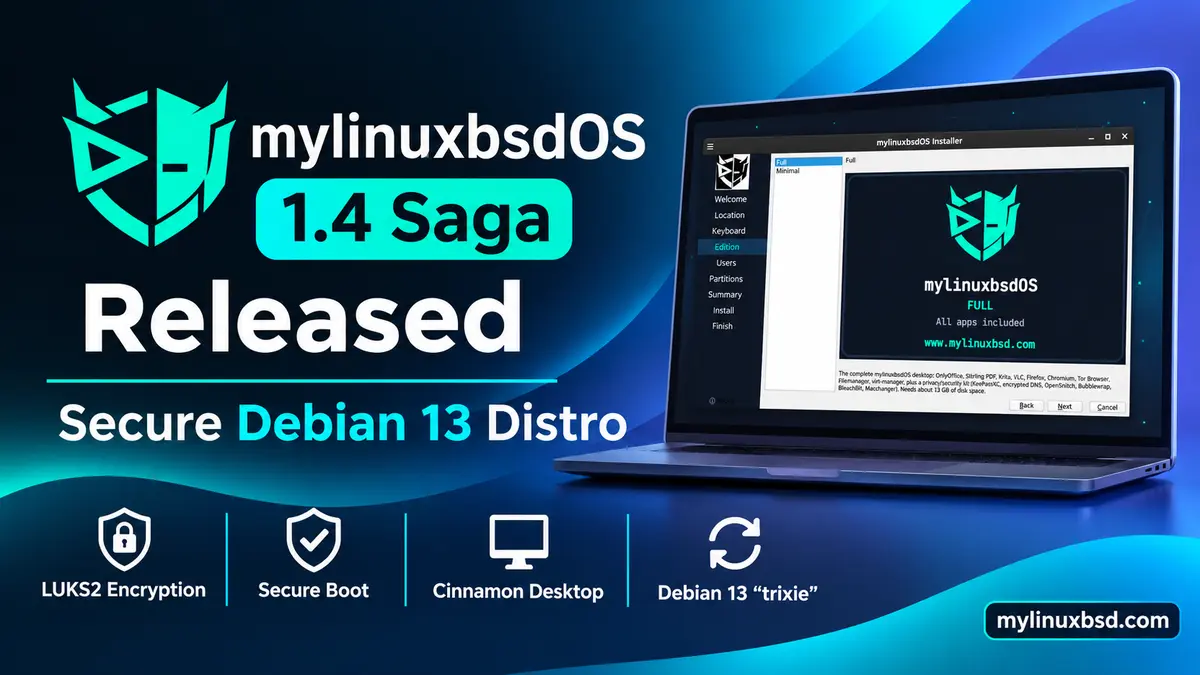 mylinuxbsdOS
1.4 Saga
Released
Secure Debian 13 Distro
LUKS2 Encryption
Secure Boot
Cinnamon Desktop
Debian 13 “trixie”
mylinuxbsdOS Installer
Welcome
Location
Keyboard
Edition
Users
Partitions
Summary
Install
Finish
Full
Minimal
Full
mylinuxbsdOS
FULL
All apps included
www.mylinuxbsd.com
The complete mylinuxbsdOS desktop: OnlyOffice, Stirling PDF, Krita, VLC, Firefox, Chromium, Tor Browser,
Filemanager, virt-manager, plus a privacy/security kit (KeePassXC, encrypted DNS, OpenSnitch, Bubblewrap,
BleachBit, Macchanger). Needs about 13 GB of disk space.
Back
Next
Cancel
mylinuxbsd.com